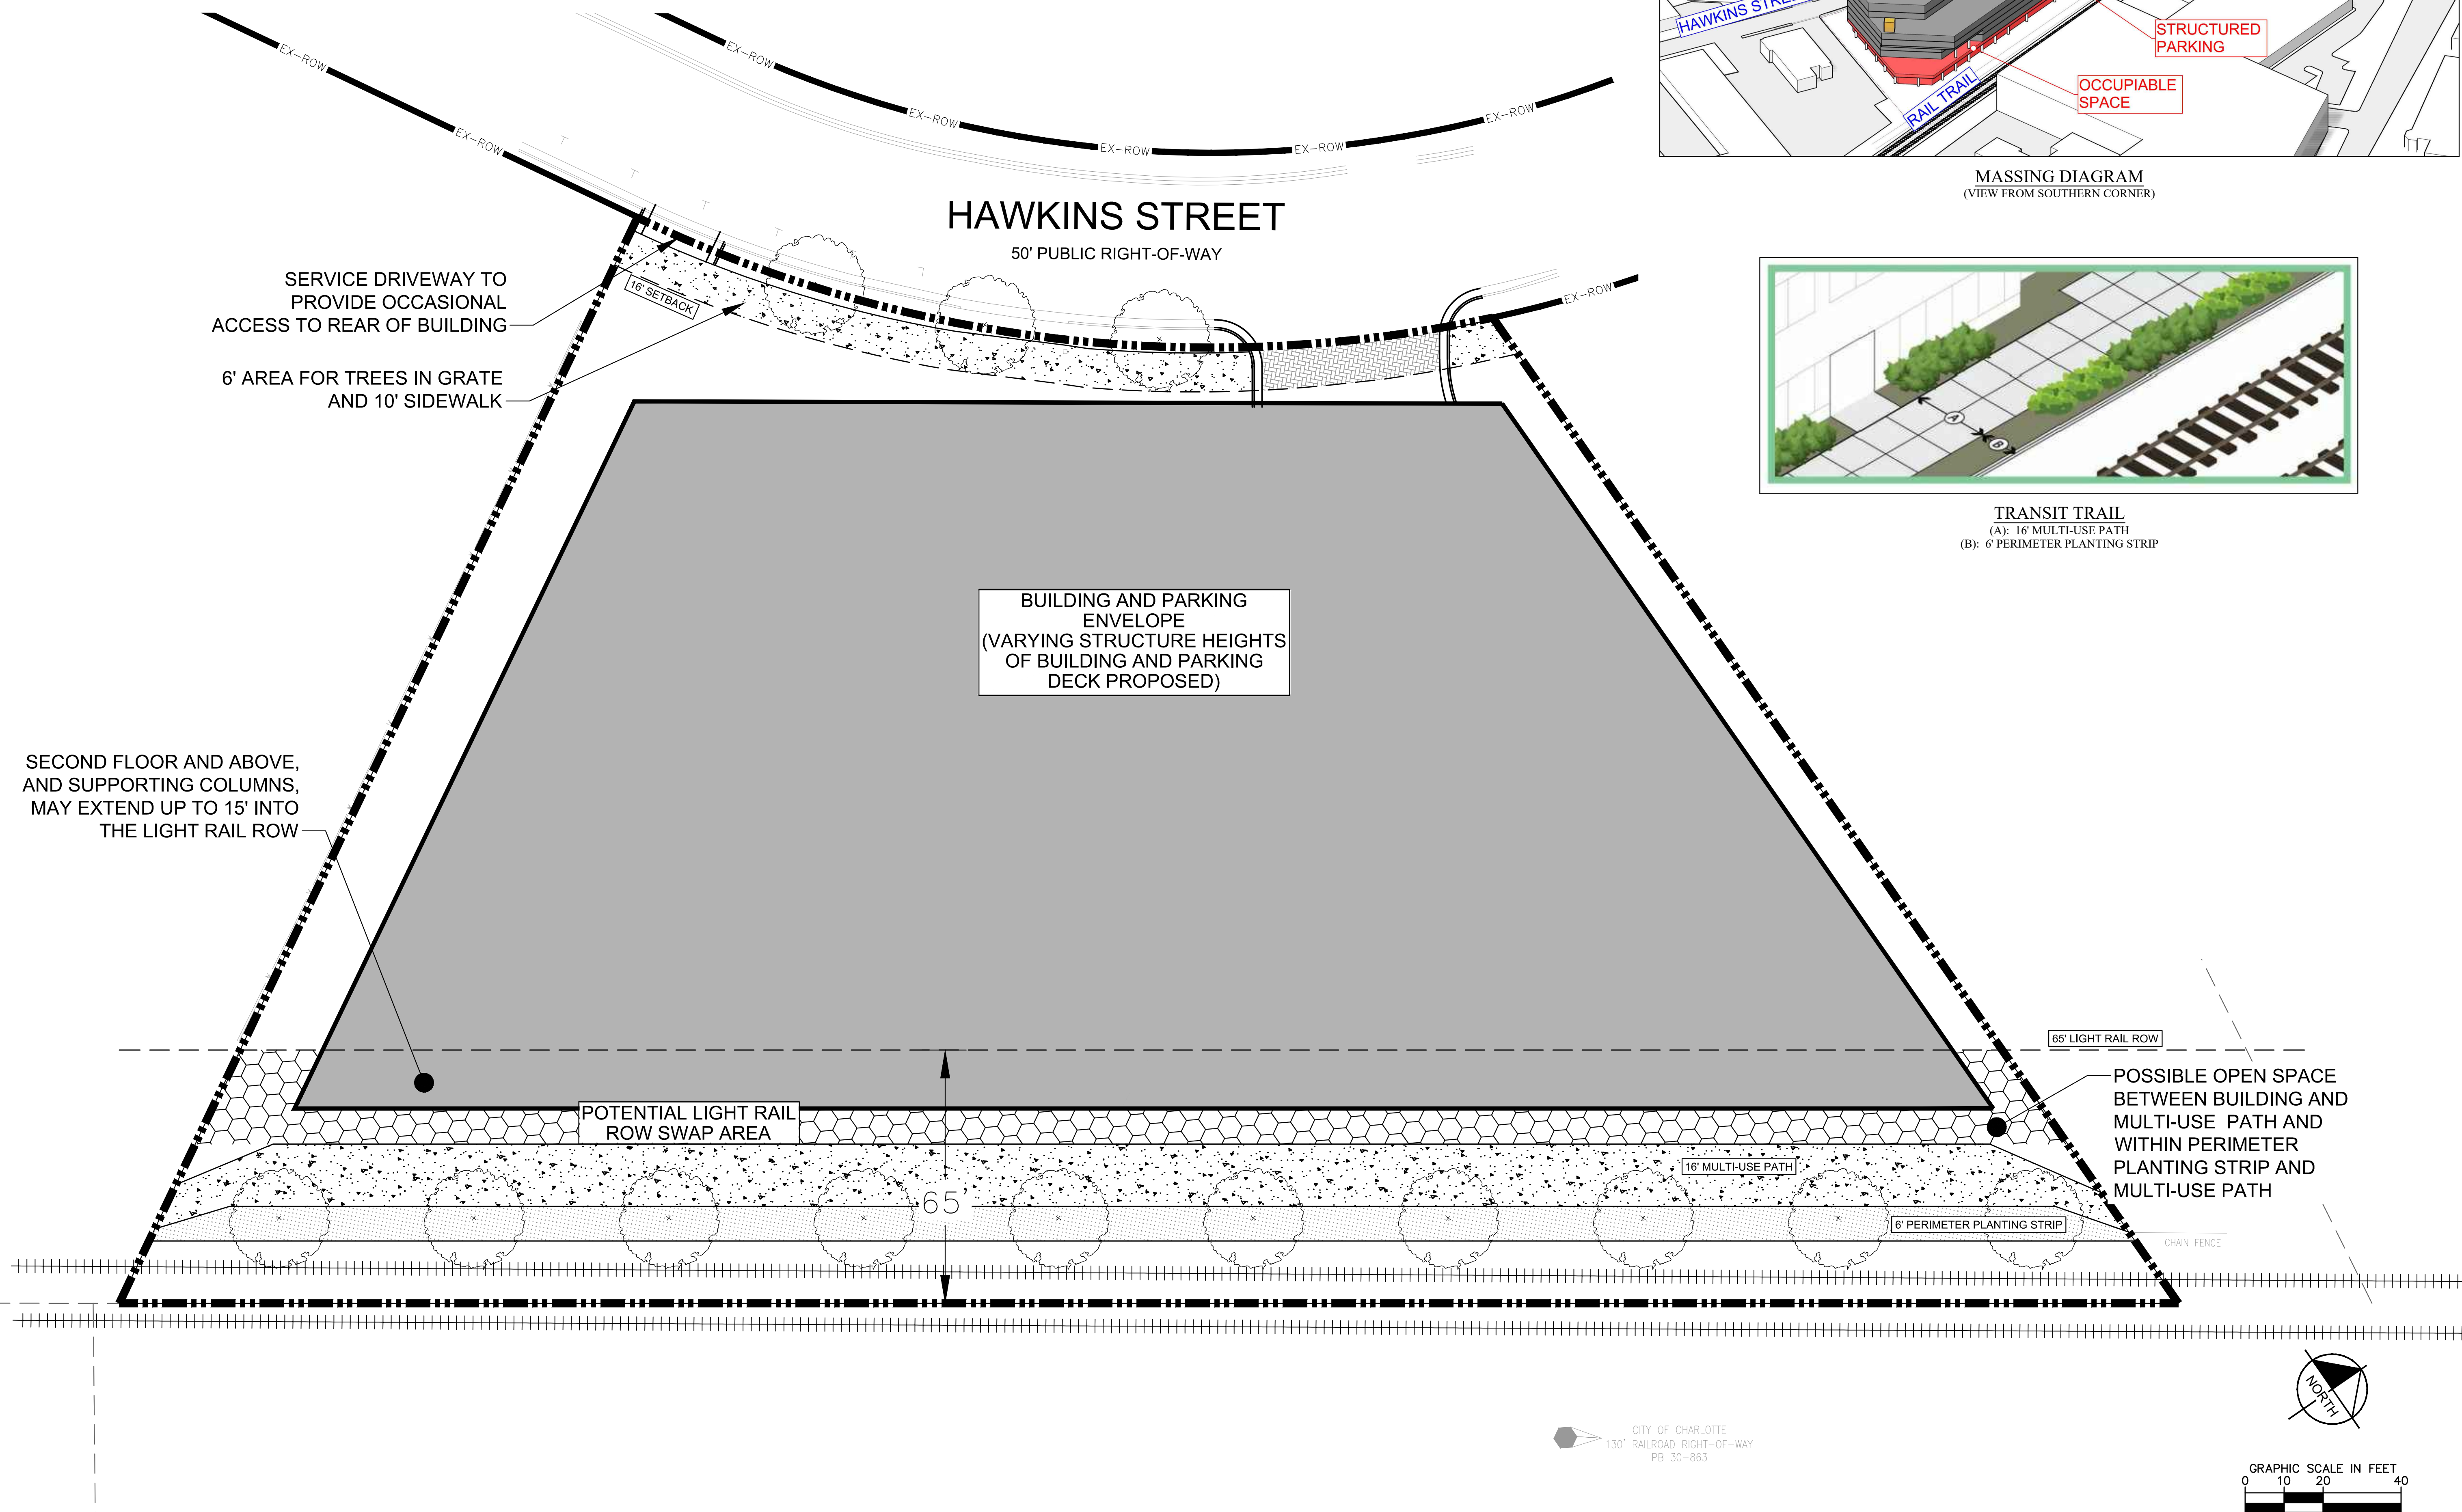 EX-ROW
EX-ROW
EX-ROW
EX-ROW
EX-ROW
EX-ROW
EX-ROW
EX-ROW
HAWKINS STREET
50' PUBLIC RIGHT-OF-WAY
SERVICE DRIVEWAY TO
PROVIDE OCCASIONAL
ACCESS TO REAR OF BUILDING
16' SETBACK
6' AREA FOR TREES IN GRATE
AND 10' SIDEWALK
HAWKINS STREET
STRUCTURED
PARKING
OCCUPIABLE
SPACE
RAIL TRAIL
MASSING DIAGRAM
(VIEW FROM SOUTHERN CORNER)
A
B
TRANSIT TRAIL
(A): 16' MULTI-USE PATH
(B): 6' PERIMETER PLANTING STRIP
BUILDING AND PARKING
ENVELOPE
(VARYING STRUCTURE HEIGHTS
OF BUILDING AND PARKING
DECK PROPOSED)
SECOND FLOOR AND ABOVE,
AND SUPPORTING COLUMNS,
MAY EXTEND UP TO 15' INTO
THE LIGHT RAIL ROW
65' LIGHT RAIL ROW
POSSIBLE OPEN SPACE
BETWEEN BUILDING AND
MULTI-USE PATH AND
WITHIN PERIMETER
PLANTING STRIP AND
MULTI-USE PATH
POTENTIAL LIGHT RAIL
ROW SWAP AREA
16' MULTI-USE PATH
65'
6' PERIMETER PLANTING STRIP
CHAIN FENCE
NORTH
CITY OF CHARLOTTE
130' RAILROAD RIGHT-OF-WAY
PB 30-863
GRAPHIC SCALE IN FEET
0 10 20 40